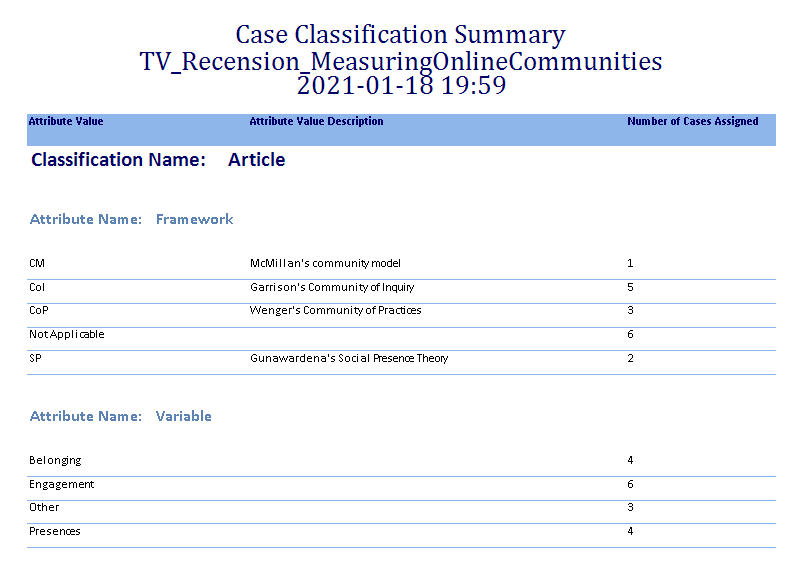 Case Classification Summary
TV_Recension_MeasuringOnlineCommunities
2021-01-18 19:59
Attribute Value Attribute Value Description Number of Cases Assigned
Classification Name: Article
Attribute Name: Framework
CM McMillan's community model 1
CoI Garrison's Community of Inquiry 5
CoP Wenger's Community of Practices 3
Not Applicable 6
SP Gunawardena's Social Presence Theory 2
Attribute Name: Variable
Belonging 4
Engagement 6
Other 3
Presences 4